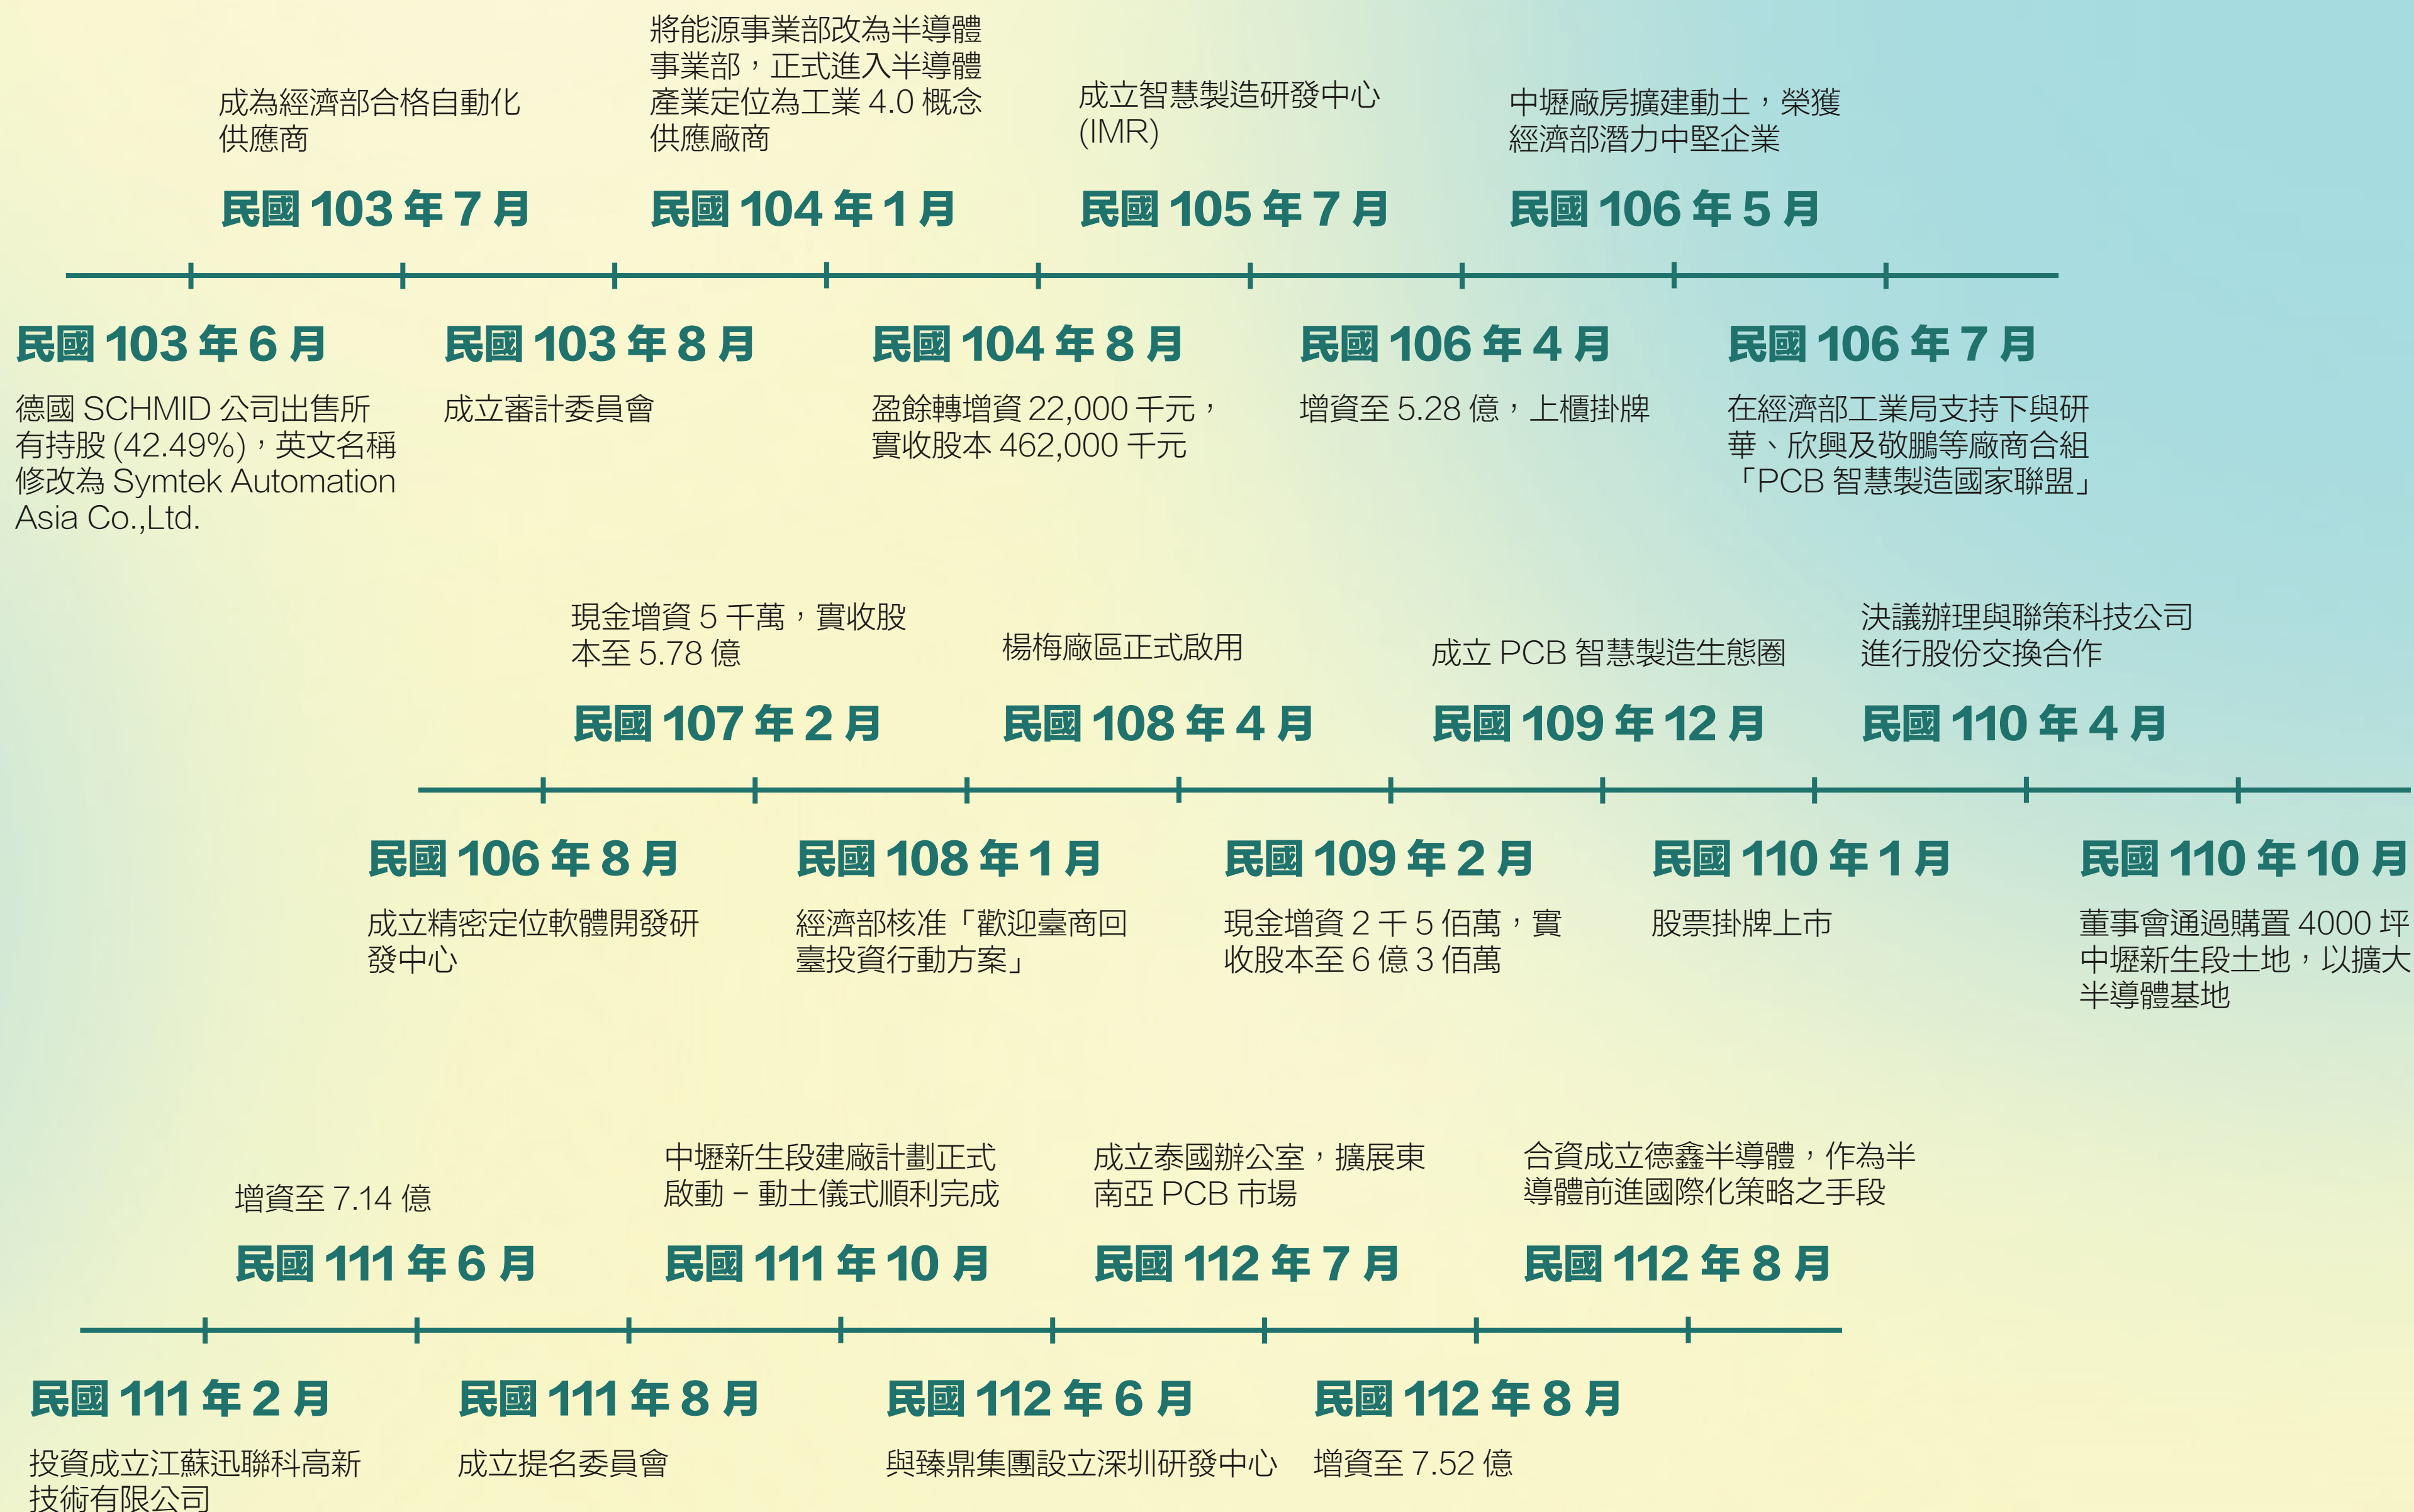 成為經濟部合格自動化
供應商
民國 103 年 7 月
將能源事業部改為半導體
事業部，正式進入半導體
產業定位為工業 4.0 概念
供應廠商
民國 104 年 1 月
成立智慧製造研發中心
(IMR)
民國 105 年 7 月
中壢廠房擴建動土，榮獲
經濟部潛力中堅企業
民國 106 年 5 月
民國 103 年 6 月
德國 SCHMID 公司出售所
有持股 (42.49%)，英文名稱
修改為 Symtek Automation
Asia Co.,Ltd.
民國 103 年 8 月
成立審計委員會
民國 104 年 8 月
盈餘轉增資 22,000 千元，
實收股本 462,000 千元
民國 106 年 4 月
增資至 5.28 億，上櫃掛牌
民國 106 年 7 月
在經濟部工業局支持下與研
華、欣興及敬鵬等廠商合組
「PCB 智慧製造國家聯盟」
現金增資 5 千萬，實收股
本至 5.78 億
民國 107 年 2 月
楊梅廠區正式啟用
民國 108 年 4 月
成立 PCB 智慧製造生態圈
民國 109 年 12 月
決議辦理與聯策科技公司
進行股份交換合作
民國 110 年 4 月
民國 106 年 8 月
成立精密定位軟體開發研
發中心
民國 108 年 1 月
經濟部核准「歡迎臺商回
臺投資行動方案」
民國 109 年 2 月
現金增資 2 千 5 佰萬，實
收股本至 6 億 3 佰萬
民國 110 年 1 月
股票掛牌上市
民國 110 年 10 月
董事會通過購置 4000 坪
中壢新生段土地，以擴大
半導體基地
增資至 7.14 億
民國 111 年 6 月
中壢新生段建廠計劃正式
啟動 – 動土儀式順利完成
民國 111 年 10 月
成立泰國辦公室，擴展東
南亞 PCB 市場
民國 112 年 7 月
合資成立德鑫半導體，作為半
導體前進國際化策略之手段
民國 112 年 8 月
民國 111 年 2 月
投資成立江蘇迅聯科高新
技術有限公司
民國 111 年 8 月
成立提名委員會
民國 112 年 6 月
與臻鼎集團設立深圳研發中心
民國 112 年 8 月
增資至 7.52 億